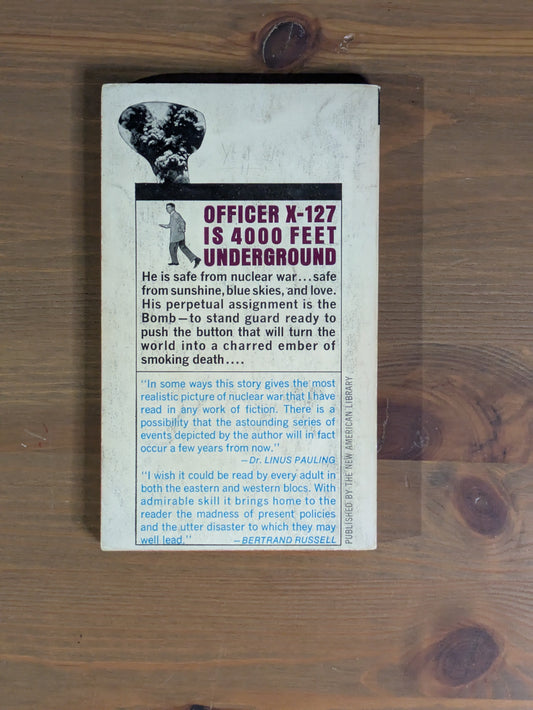 OFFICER X-127
IS 4000 FEET
UNDERGROUND
He is safe from nuclear war...safe
from sunshine, blue skies, and love.
His perpetual assignment is the
Bomb—to stand guard ready to
push the button that will turn the
world into a charred ember of
smoking death....
"In some ways this story gives the most
realistic picture of nuclear war that I have
read in any work of fiction. There is a
possibility that the astounding series of
events depicted by the author will in fact
occur a few years from now."
—Dr. LINUS PAULING
"I wish it could be read by every adult in
both the eastern and western blocs. With
admirable skill it brings home to the
reader the madness of present policies
and the utter disaster to which they may
well lead." —BERTRAND RUSSELL
PUBLISHED BY THE NEW AMERICAN LIBRARY